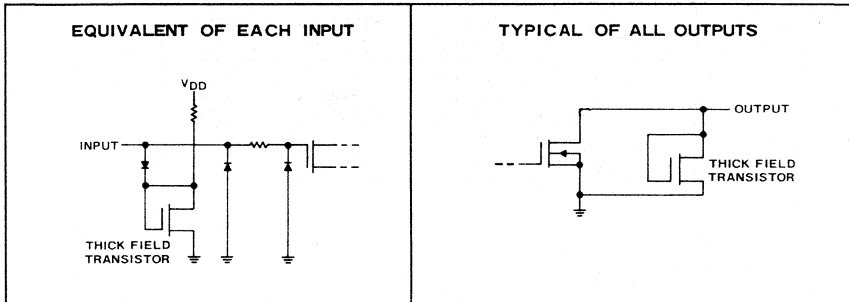 EQUIVALENT OF EACH INPUT
VDD
INPUT
THICK FIELD
TRANSISTOR
TYPICAL OF ALL OUTPUTS
OUTPUT
THICK FIELD
TRANSISTOR